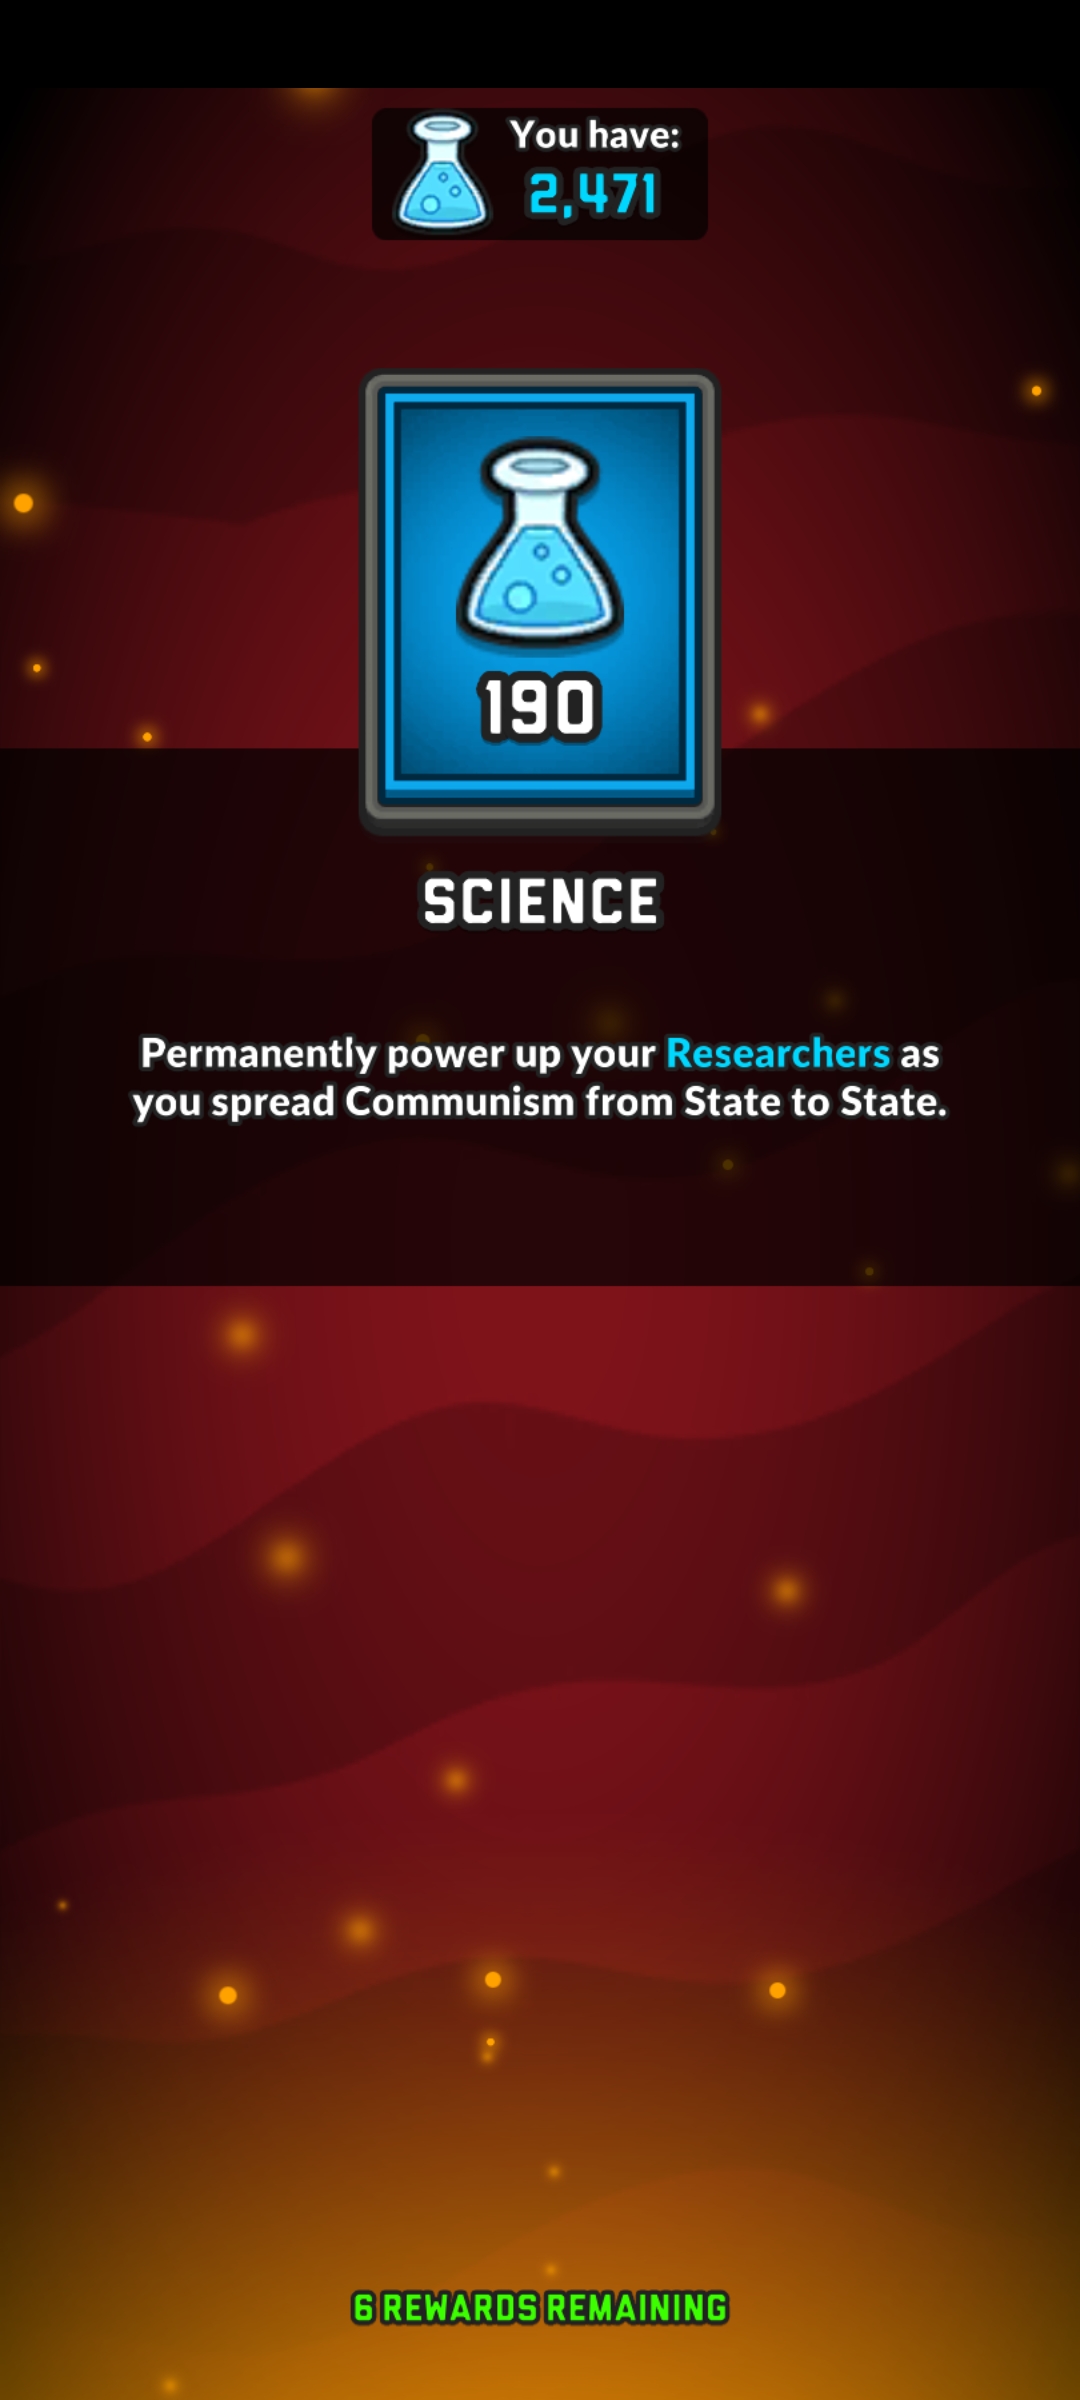 You have:
2,471
190
SCIENCE
Permanently power up your Researchers as
you spread Communism from State to State.
6 REWARDS REMAINING